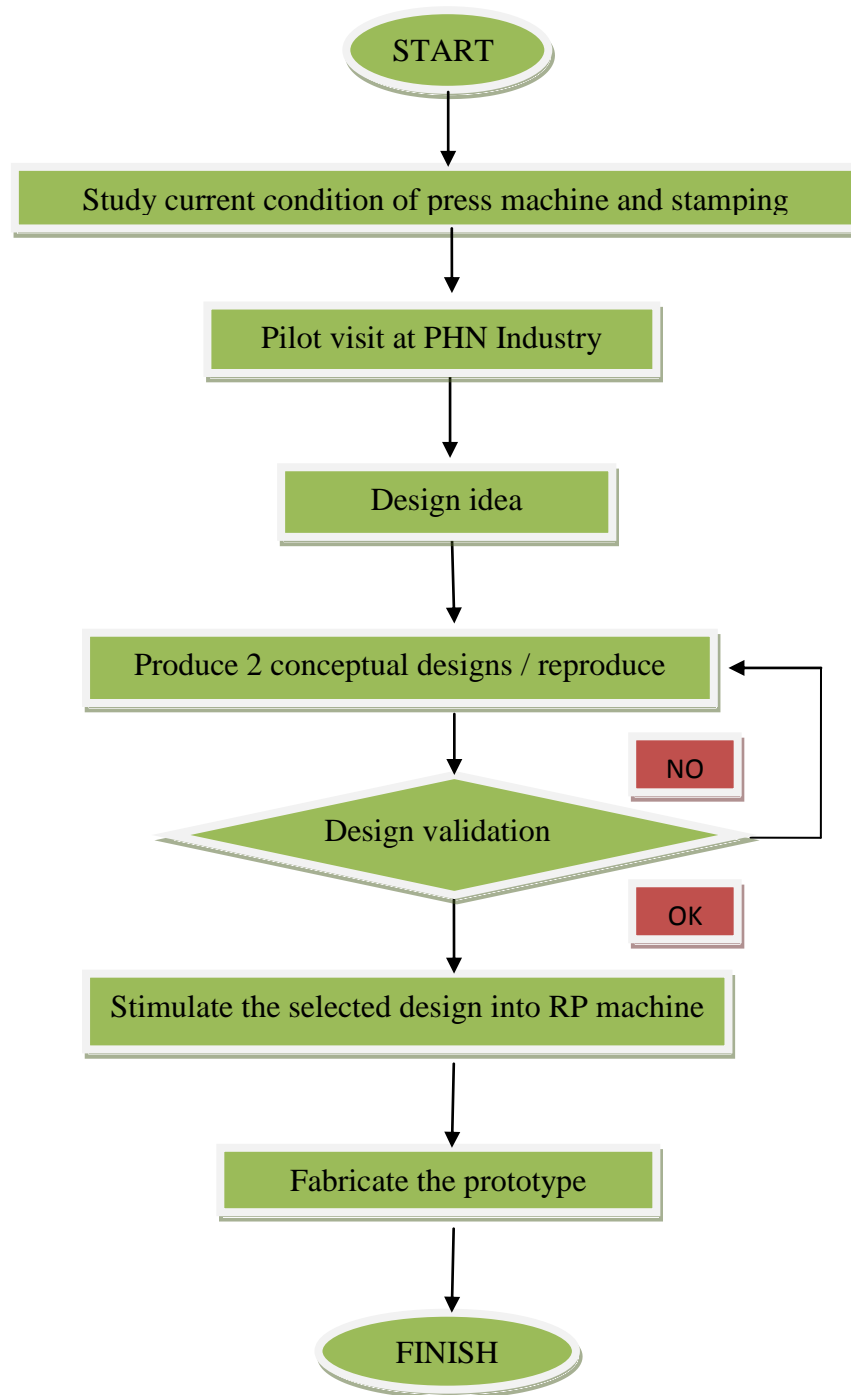 START
Study current condition of press machine and stamping
Pilot visit at PHN Industry
Design idea
Produce 2 conceptual designs / reproduce
NO
Design validation
OK
Stimulate the selected design into RP machine
Fabricate the prototype
FINISH